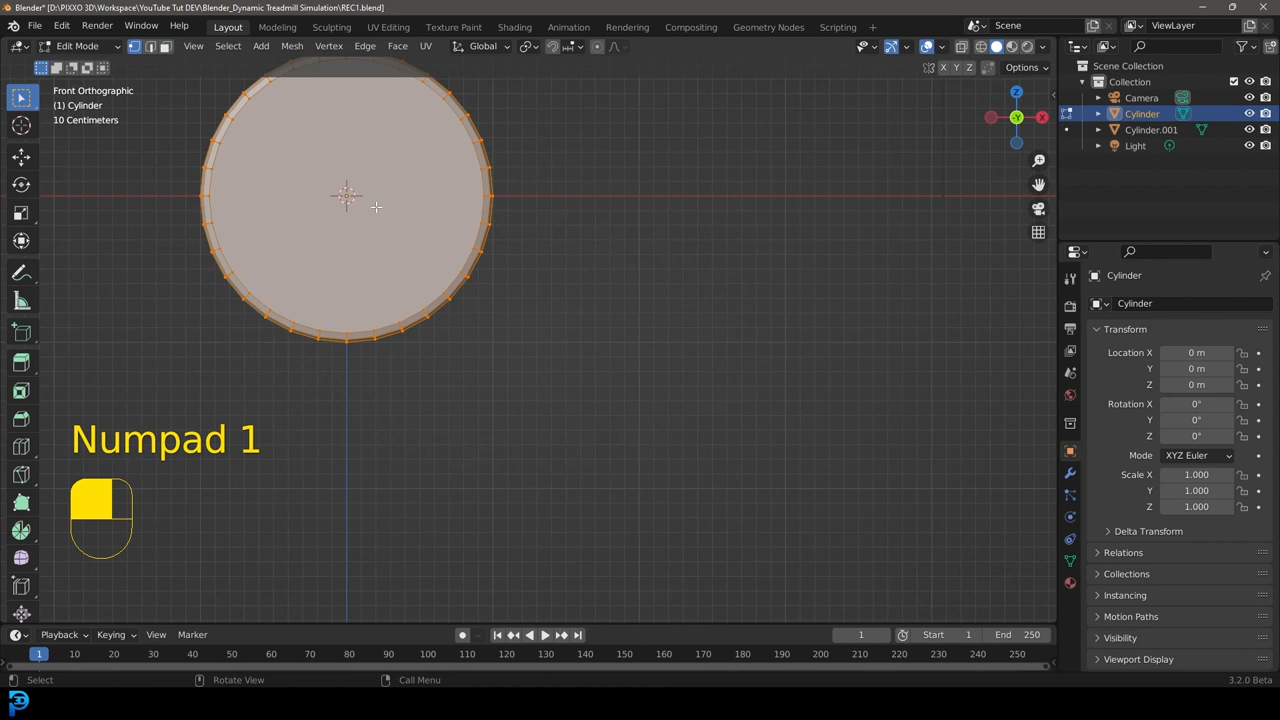 Blender* [D:\PIXXO 3D\Workspace\YouTube Tut DEV\Blender_Dynamic Treadmill Simulation\REC1.blend]
File Edit Render Window Help Layout Modeling Sculpting UV Editing Texture Paint Shading Animation Rendering Compositing Geometry Nodes Scripting Scene ViewLayer
Edit Mode View Select Add Mesh Vertex Edge Face UV Global
X Y Z Options
Front Orthographic
(1) Cylinder
10 Centimeters
Z
-Y X
Numpad 1
Scene Collection
Collection
Camera
Cylinder
Cylinder.001
Light
Cylinder
Cylinder
Transform
Location X 0 m
Y 0 m
Z 0 m
Rotation X 0°
Y 0°
Z 0°
Mode XYZ Euler
Scale X 1.000
Y 1.000
Z 1.000
Delta Transform
Relations
Collections
Instancing
Motion Paths
Visibility
Viewport Display
Playback Keying View Marker 1 Start 1 End 250
1 10 20 30 40 50 60 70 80 90 100 110 120 130 140 150 160 170 180 190 200 210 220 230 240 250
Select Rotate View Call Menu 3.2.0 Beta